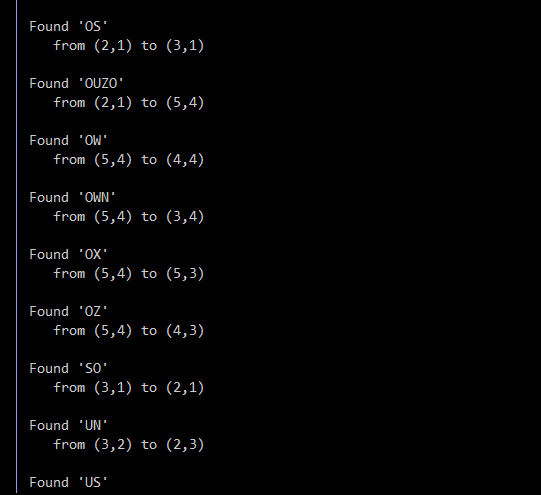 Found 'OS'
from (2,1) to (3,1)
Found 'OUZO'
from (2,1) to (5,4)
Found 'OW'
from (5,4) to (4,4)
Found 'OWN'
from (5,4) to (3,4)
Found 'OX'
from (5,4) to (5,3)
Found 'OZ'
from (5,4) to (4,3)
Found 'SO'
from (3,1) to (2,1)
Found 'UN'
from (3,2) to (2,3)
Found 'US'